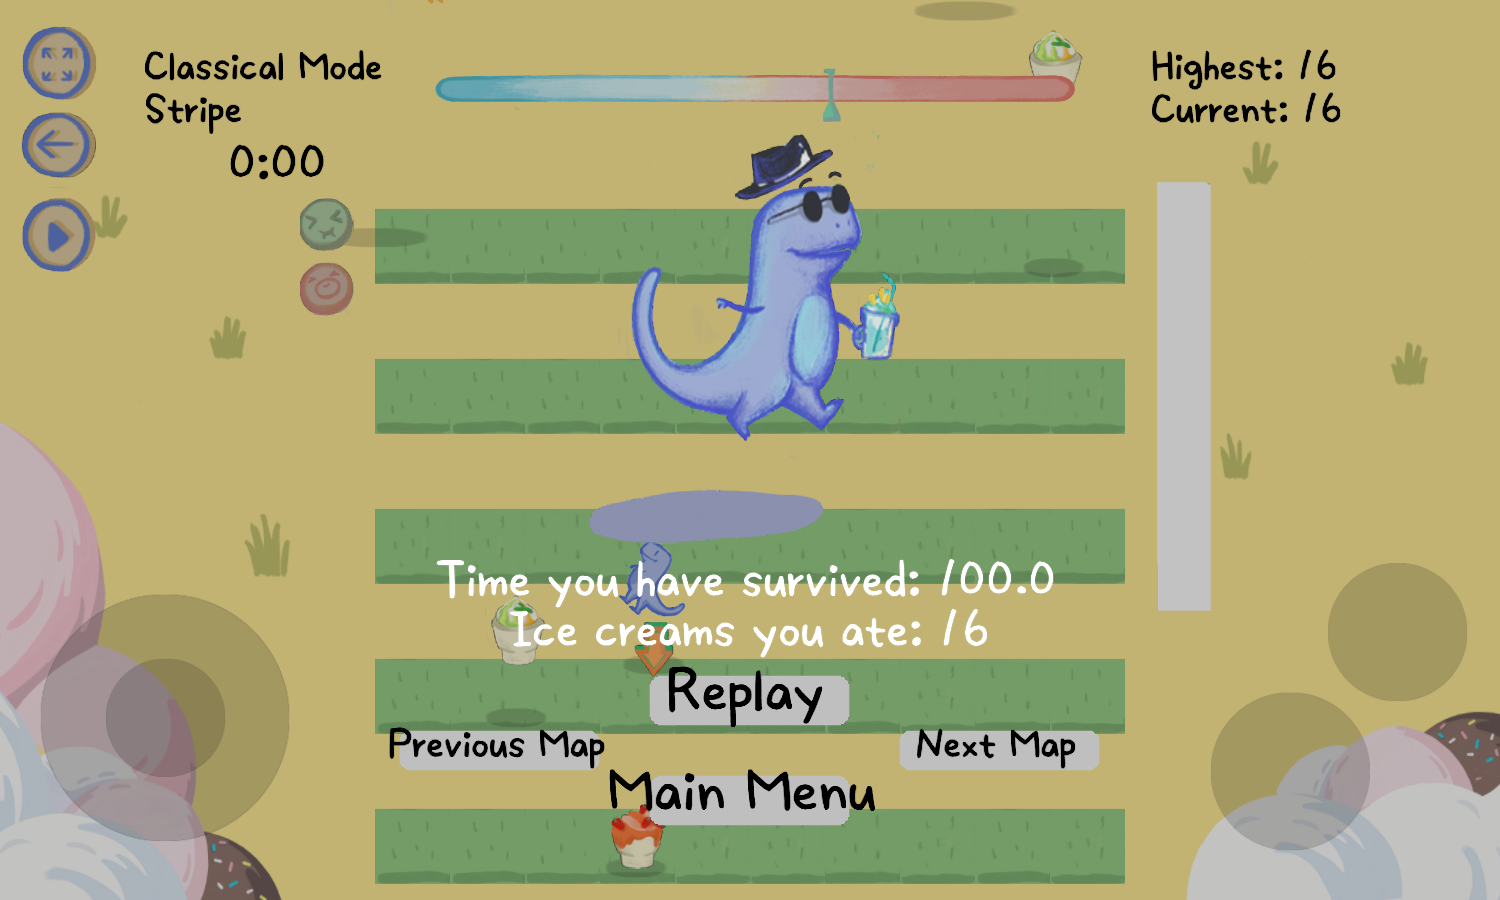 Classical Mode
Stripe
0:00
Highest: 16
Current: 16
Time you have survived: 100.0
Ice creams you ate: 16
Replay
Previous Map
Next Map
Main Menu